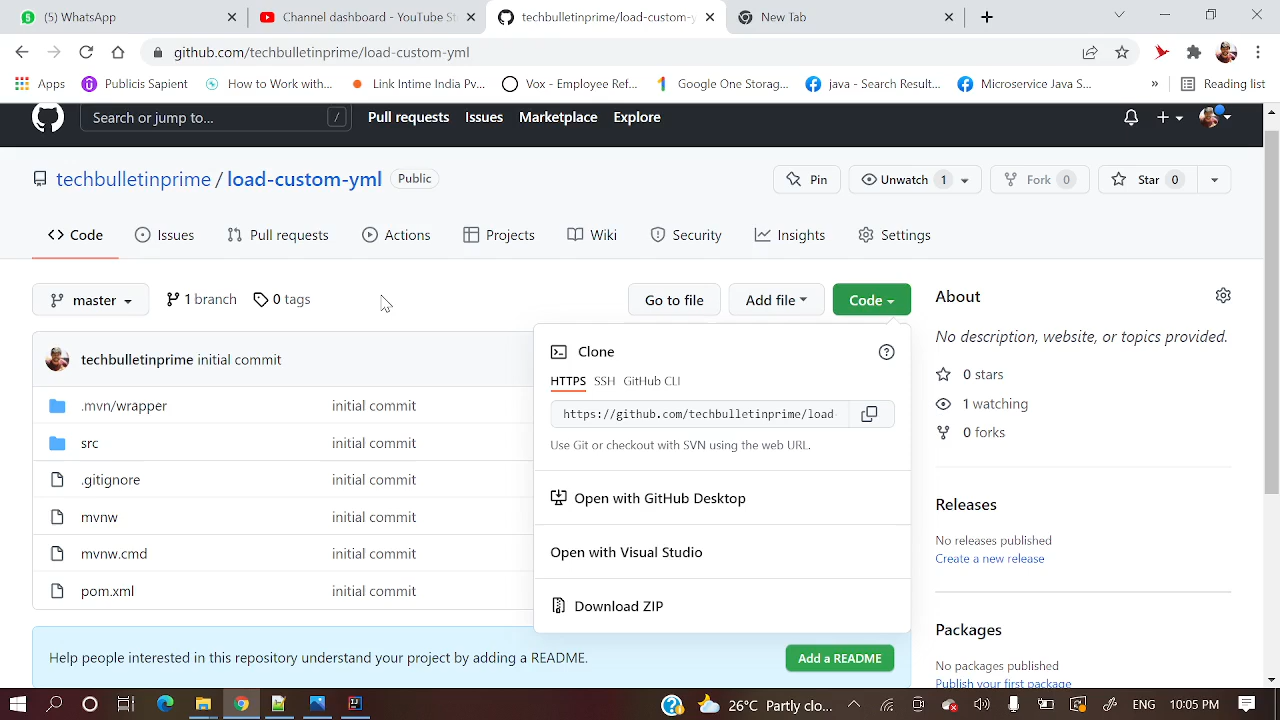 (5) WhatsApp
Channel dashboard - YouTube St
techbulletinprime/load-custom-y
New Tab
github.com/techbulletinprime/load-custom-yml
Apps
Publicis Sapient
How to Work with...
Link Intime India Pv...
Vox - Employee Ref...
Google One Storag...
java - Search Result...
Microservice Java S...
»
Reading list
Search or jump to...
/
Pull requests
Issues
Marketplace
Explore
techbulletinprime / load-custom-yml
Public
Pin
Unwatch 1
Fork 0
Star 0
Code
Issues
Pull requests
Actions
Projects
Wiki
Security
Insights
Settings
master
1 branch
0 tags
Go to file
Add file
Code
About
No description, website, or topics provided.
techbulletinprime initial commit
Clone
HTTPS SSH GitHub CLI
https://github.com/techbulletinprime/load-
Use Git or checkout with SVN using the web URL.
Open with GitHub Desktop
Open with Visual Studio
Download ZIP
.mvn/wrapper initial commit
src initial commit
.gitignore initial commit
mvnw initial commit
mvnw.cmd initial commit
pom.xml initial commit
0 stars
1 watching
0 forks
Releases
No releases published
Create a new release
Packages
No packages published
Publish your first package
Help people interested in this repository understand your project by adding a README.
Add a README
26°C Partly clo...
ENG
10:05 PM